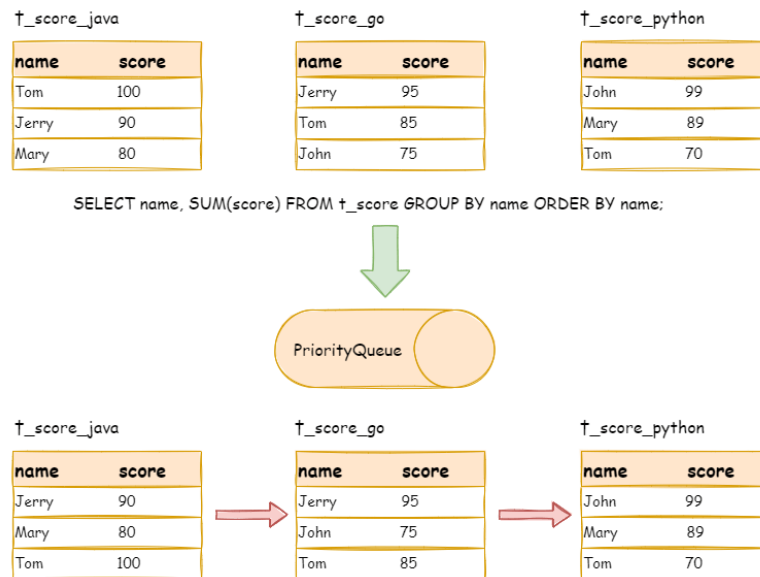 t_score_java t_score_go t_score_python
name score name score name score
Tom 100 Jerry 95 John 99
Jerry 90 Tom 85 Mary 89
Mary 80 John 75 Tom 70
SELECT name, SUM(score) FROM t_score GROUP BY name ORDER BY name;
PriorityQueue
t_score_java t_score_go t_score_python
name score name score name score
Jerry 90 Jerry 95 John 99
Mary 80 John 75 Mary 89
Tom 100 Tom 85 Tom 70